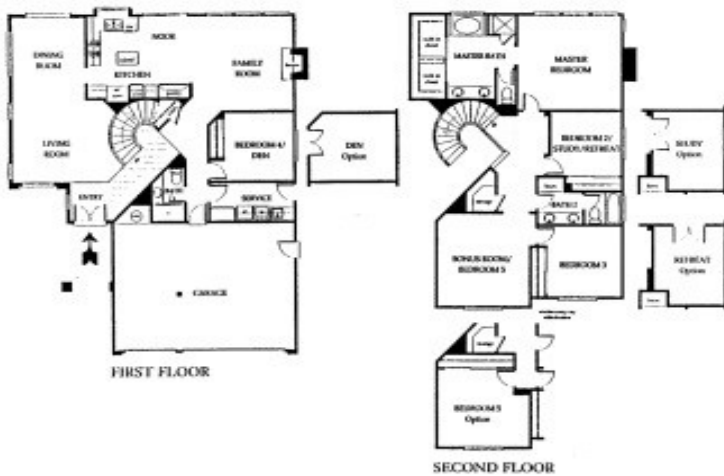 DINING
ROOM
NOOK
KITCHEN
FAMILY
ROOM
LIVING
ROOM
BEDROOM 4/
DEN
DEN
Option
ENTRY
BATH
SERVICE
GARAGE
FIRST FLOOR
MASTER BATH
MASTER
BEDROOM
BEDROOM 2/
STUDY/RETREAT
STUDY
Option
BATH 2
BONUS ROOM/
BEDROOM 5
BEDROOM 3
RETREAT
Option
BEDROOM 5
Option
SECOND FLOOR